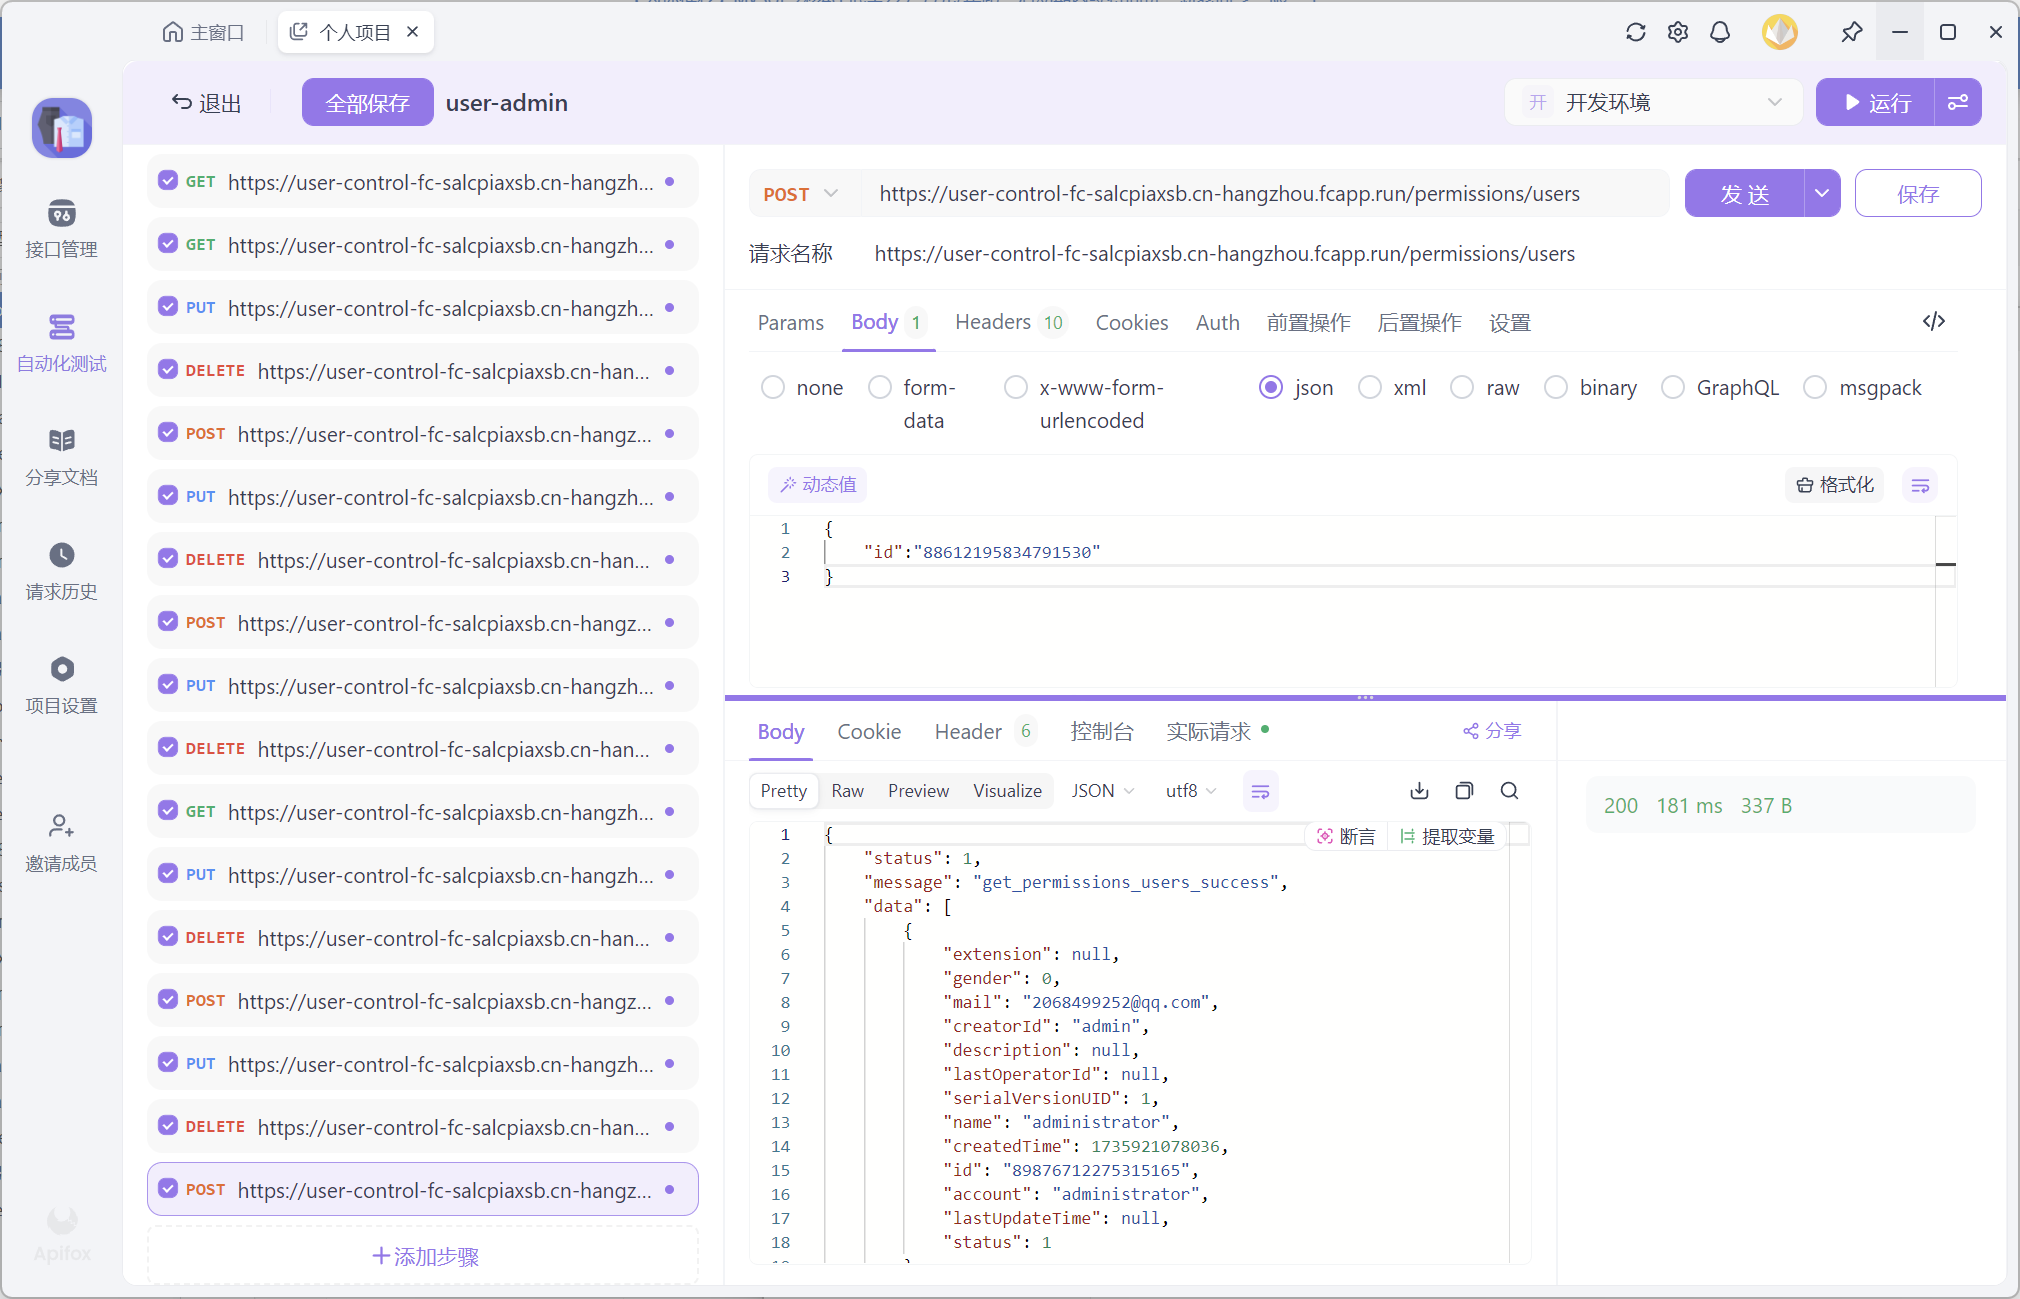 主窗口
个人项目
退出
全部保存
user-admin
开 开发环境
运行
接口管理
自动化测试
分享文档
请求历史
项目设置
邀请成员
Apifox
GET https://user-control-fc-salcpiaxsb.cn-hangzh...
GET https://user-control-fc-salcpiaxsb.cn-hangzh...
PUT https://user-control-fc-salcpiaxsb.cn-hangzh...
DELETE https://user-control-fc-salcpiaxsb.cn-han...
POST https://user-control-fc-salcpiaxsb.cn-hangz...
PUT https://user-control-fc-salcpiaxsb.cn-hangzh...
DELETE https://user-control-fc-salcpiaxsb.cn-han...
POST https://user-control-fc-salcpiaxsb.cn-hangz...
PUT https://user-control-fc-salcpiaxsb.cn-hangzh...
DELETE https://user-control-fc-salcpiaxsb.cn-han...
GET https://user-control-fc-salcpiaxsb.cn-hangzh...
PUT https://user-control-fc-salcpiaxsb.cn-hangzh...
DELETE https://user-control-fc-salcpiaxsb.cn-han...
POST https://user-control-fc-salcpiaxsb.cn-hangz...
PUT https://user-control-fc-salcpiaxsb.cn-hangzh...
DELETE https://user-control-fc-salcpiaxsb.cn-han...
POST https://user-control-fc-salcpiaxsb.cn-hangz...
添加步骤
POST https://user-control-fc-salcpiaxsb.cn-hangzhou.fcapp.run/permissions/users
发 送
保存
请求名称 https://user-control-fc-salcpiaxsb.cn-hangzhou.fcapp.run/permissions/users
Params Body 1 Headers 10 Cookies Auth 前置操作 后置操作 设置
none form-data x-www-form-urlencoded json xml raw binary GraphQL msgpack
动态值
格式化
1 {
2 "id":"88612195834791530"
3 }
Body Cookie Header 6 控制台 实际请求
分享
Pretty Raw Preview Visualize JSON utf8
200 181 ms 337 B
断言 提取变量
1 {
2 "status": 1,
3 "message": "get_permissions_users_success",
4 "data": [
5 {
6 "extension": null,
7 "gender": 0,
8 "mail": "2068499252@qq.com",
9 "creatorId": "admin",
10 "description": null,
11 "lastOperatorId": null,
12 "serialVersionUID": 1,
13 "name": "administrator",
14 "createdTime": 1735921078036,
15 "id": "89876712275315165",
16 "account": "administrator",
17 "lastUpdateTime": null,
18 "status": 1